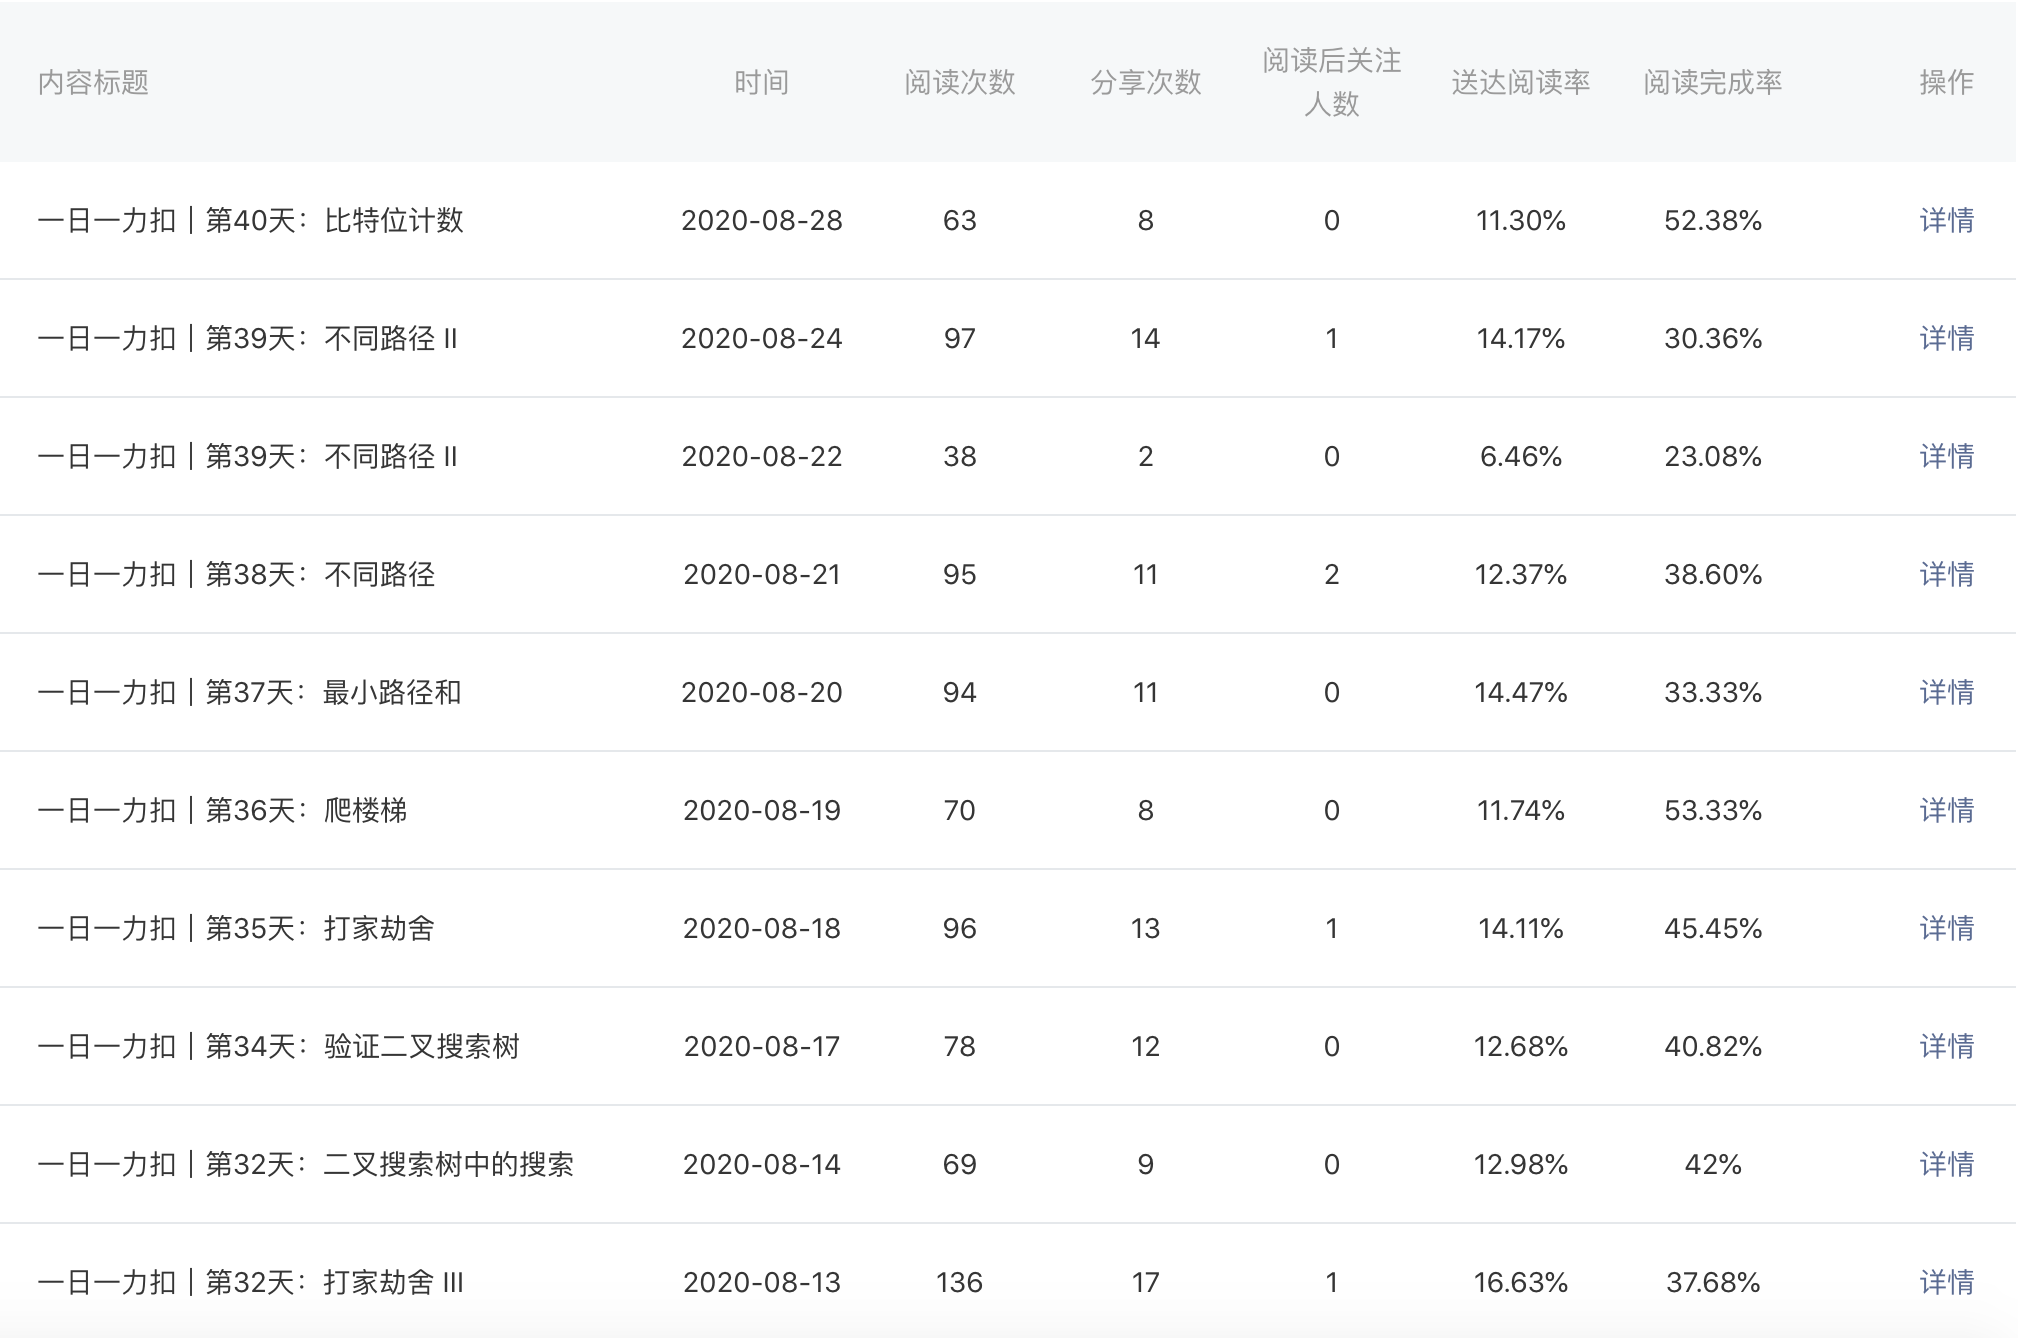 内容标题 时间 阅读次数 分享次数 阅读后关注人数 送达阅读率 阅读完成率 操作
一日一力扣｜第40天：比特位计数 2020-08-28 63 8 0 11.30% 52.38% 详情
一日一力扣｜第39天：不同路径 II 2020-08-24 97 14 1 14.17% 30.36% 详情
一日一力扣｜第39天：不同路径 II 2020-08-22 38 2 0 6.46% 23.08% 详情
一日一力扣｜第38天：不同路径 2020-08-21 95 11 2 12.37% 38.60% 详情
一日一力扣｜第37天：最小路径和 2020-08-20 94 11 0 14.47% 33.33% 详情
一日一力扣｜第36天：爬楼梯 2020-08-19 70 8 0 11.74% 53.33% 详情
一日一力扣｜第35天：打家劫舍 2020-08-18 96 13 1 14.11% 45.45% 详情
一日一力扣｜第34天：验证二叉搜索树 2020-08-17 78 12 0 12.68% 40.82% 详情
一日一力扣｜第32天：二叉搜索树中的搜索 2020-08-14 69 9 0 12.98% 42% 详情
一日一力扣｜第32天：打家劫舍 III 2020-08-13 136 17 1 16.63% 37.68% 详情